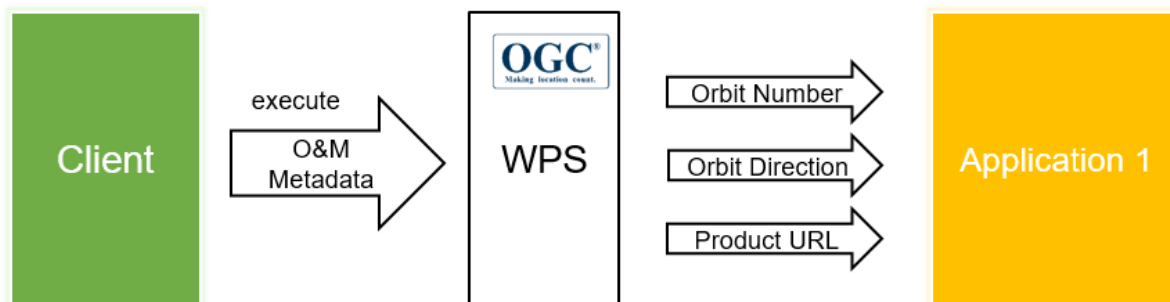 Client
execute
O&M
Metadata
OGC®
Making location count.
WPS
Orbit Number
Orbit Direction
Product URL
Application 1